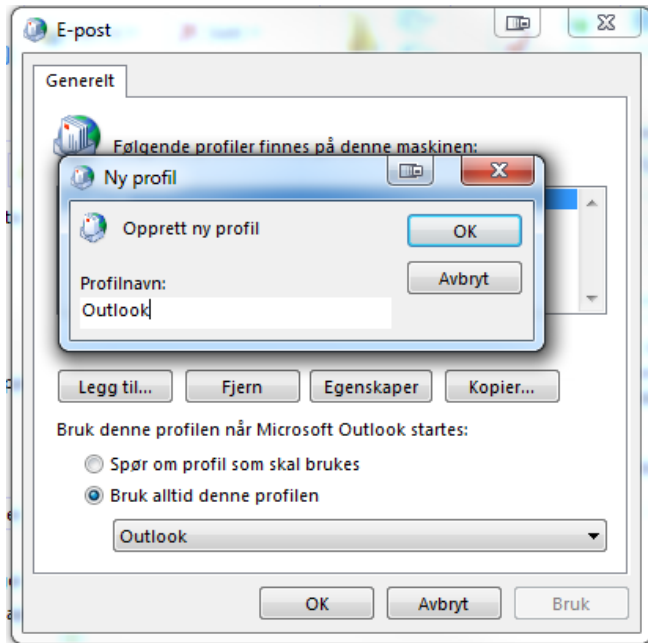 E-post
Generelt
Følgende profiler finnes på denne maskinen:
Ny profil
Opprett ny profil
OK
Profilnavn:
Avbryt
Outlook
Legg til...
Fjern
Egenskaper
Kopier...
Bruk denne profilen når Microsoft Outlook startes:
Spør om profil som skal brukes
Bruk alltid denne profilen
Outlook
OK
Avbryt
Bruk